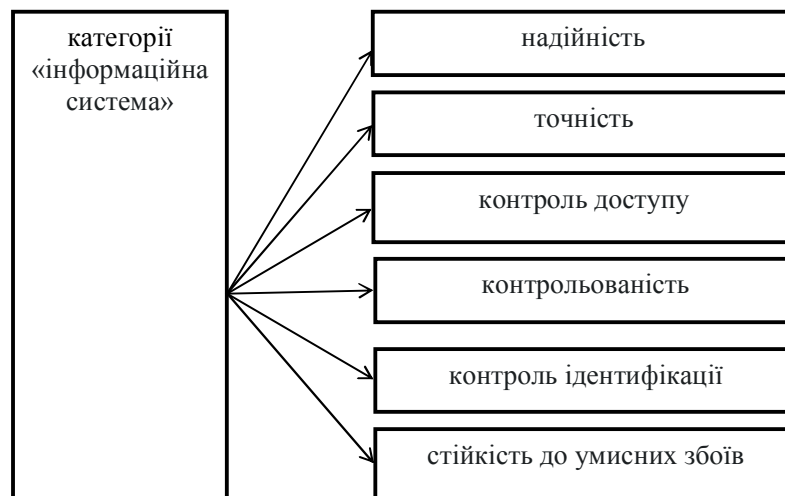 категорії
«інформаційна
система»
надійність
точність
контроль доступу
контрольованість
контроль ідентифікації
стійкість до умисних збоїв